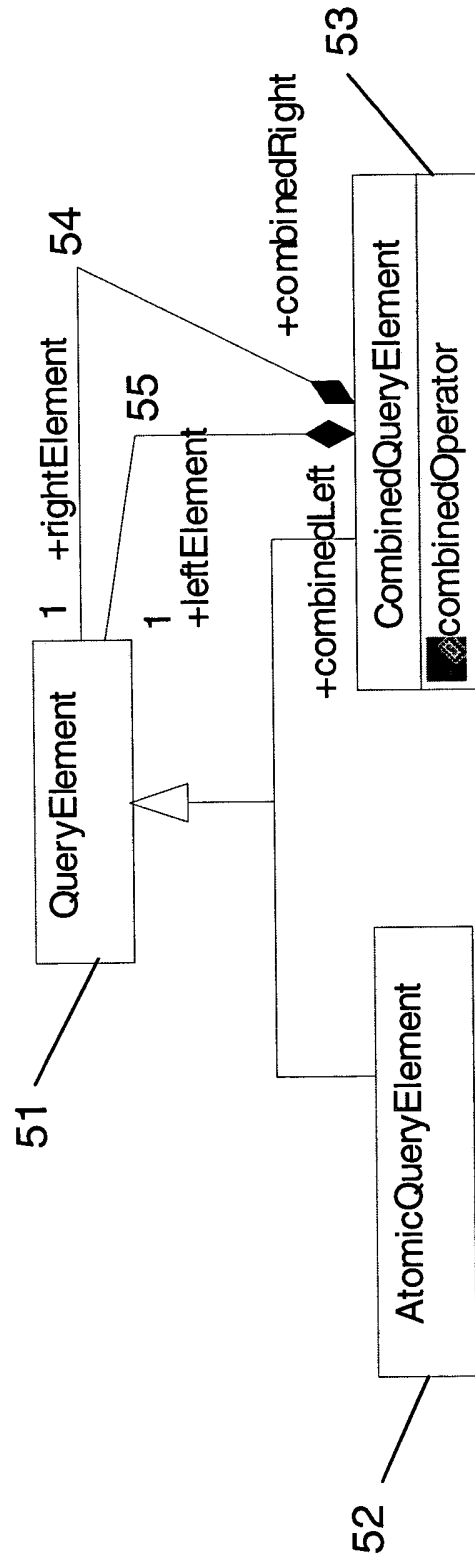 51
QueryElement
1 +rightElement
54
1
+leftElement
55
+combinedLeft
+combinedRight
52
AtomicQueryElement
CombinedQueryElement
combinedOperator
53